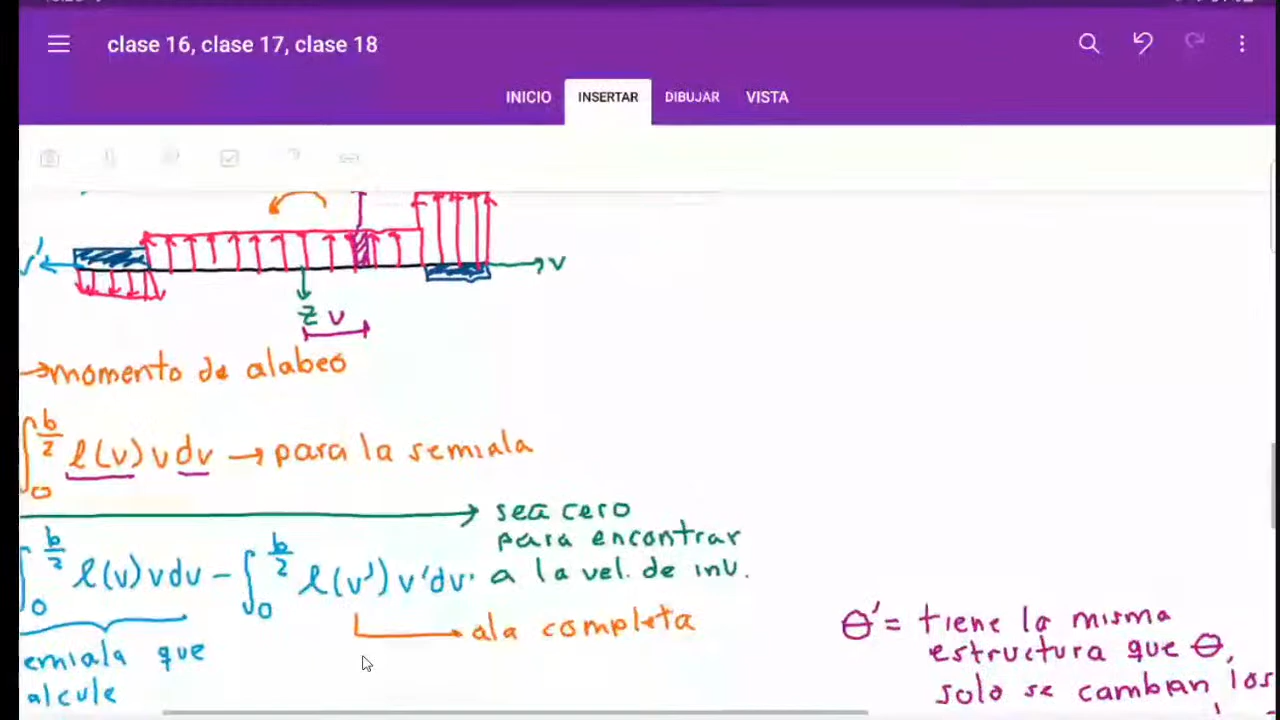 clase 16, clase 17, clase 18
INICIO INSERTAR DIBUJAR VISTA
v
z v
→momento de alabeo
∫ b/2 0 l(v) v dv → para la semiala
sea cero
para encontrar
a la vel. de inv.
∫ b/2 0 l(v) v dv - ∫ b/2 0 l(v') v'dv'
ala completa
emiala que
alcule
θ' = tiene la misma
estructura que θ,
solo se cambian los